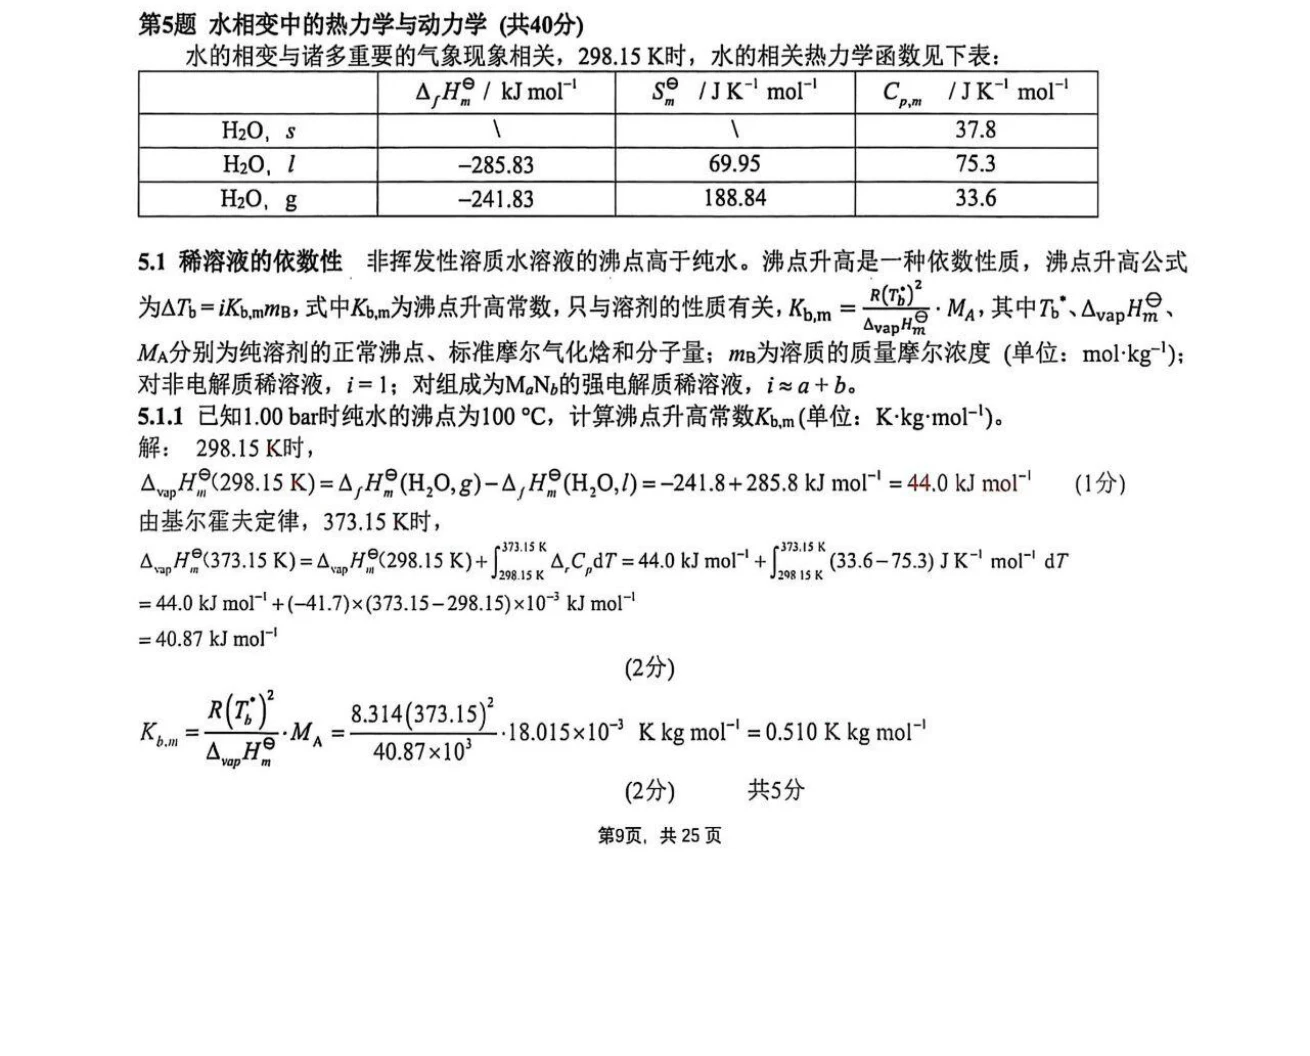 第5题 水相变中的热力学与动力学 (共40分)
水的相变与诸多重要的气象现象相关，298.15 K时，水的相关热力学函数见下表：
ΔfHm⊖ / kJ mol⁻¹ Sm⊖ / J K⁻¹ mol⁻¹ Cp,m / J K⁻¹ mol⁻¹
H₂O, s \ \ 37.8
H₂O, l −285.83 69.95 75.3
H₂O, g −241.83 188.84 33.6
5.1 稀溶液的依数性 非挥发性溶质水溶液的沸点高于纯水。沸点升高是一种依数性质，沸点升高公式
为ΔTb = iKb,mmB，式中Kb,m为沸点升高常数，只与溶剂的性质有关，Kb,m = R(Tb*)²/ΔvapHm⊖ · MA，其中Tb*、ΔvapHm⊖、
MA分别为纯溶剂的正常沸点、标准摩尔气化焓和分子量；mB为溶质的质量摩尔浓度 (单位：mol·kg⁻¹)；
对非电解质稀溶液，i = 1；对组成为MaNb的强电解质稀溶液，i ≈ a + b。
5.1.1 已知1.00 bar时纯水的沸点为100 °C，计算沸点升高常数Kb,m (单位：K·kg·mol⁻¹)。
解： 298.15 K时，
ΔvapHm⊖(298.15 K) = ΔfHm⊖(H₂O,g) − ΔfHm⊖(H₂O,l) = −241.8 + 285.8 kJ mol⁻¹ = 44.0 kJ mol⁻¹ (1分)
由基尔霍夫定律，373.15 K时，
ΔvapHm⊖(373.15 K) = ΔvapHm⊖(298.15 K) + ∫298.15 K 373.15 K ΔrCp dT = 44.0 kJ mol⁻¹ + ∫298 15 K 373.15 K (33.6 − 75.3) J K⁻¹ mol⁻¹ dT
= 44.0 kJ mol⁻¹ + (−41.7)×(373.15 − 298.15)×10⁻³ kJ mol⁻¹
= 40.87 kJ mol⁻¹
(2分)
Kb,m = R(Tb*)²/ΔvapHm⊖ · MA = 8.314(373.15)²/40.87×10³ · 18.015×10⁻³ K kg mol⁻¹ = 0.510 K kg mol⁻¹
(2分) 共5分
第9页，共 25 页